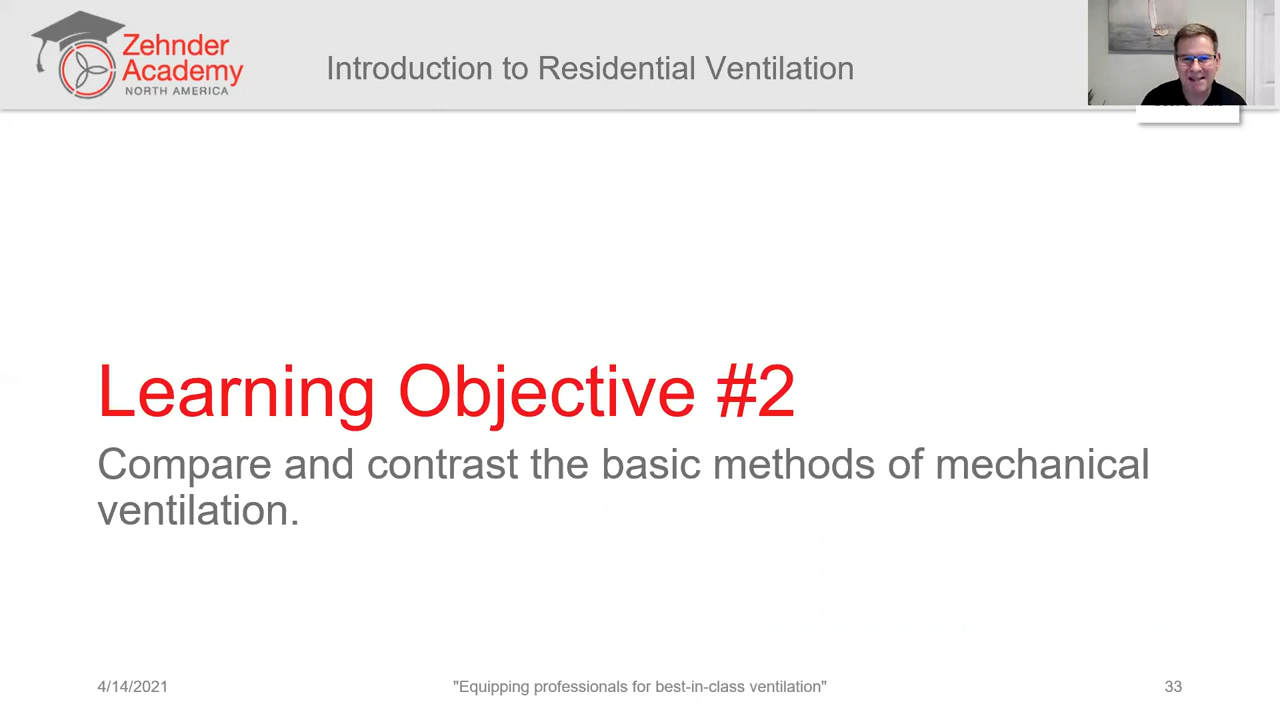 Zehnder
Academy
NORTH AMERICA
Introduction to Residential Ventilation
Learning Objective #2
Compare and contrast the basic methods of mechanical
ventilation.
4/14/2021
"Equipping professionals for best-in-class ventilation"
33